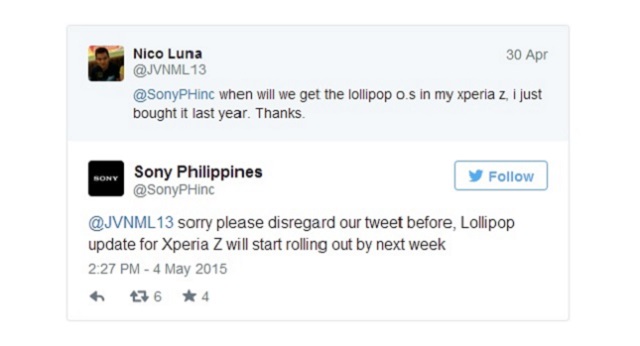 Nico Luna
30 Apr
@JVNML13
@SonyPHinc when will we get the lollipop o.s in my xperia z, i just
bought it last year. Thanks.
SONY
Sony Philippines
Follow
@SonyPHinc
@JVNML13 sorry please disregard our tweet before, Lollipop
update for Xperia Z will start rolling out by next week
2:27 PM - 4 May 2015
6
4